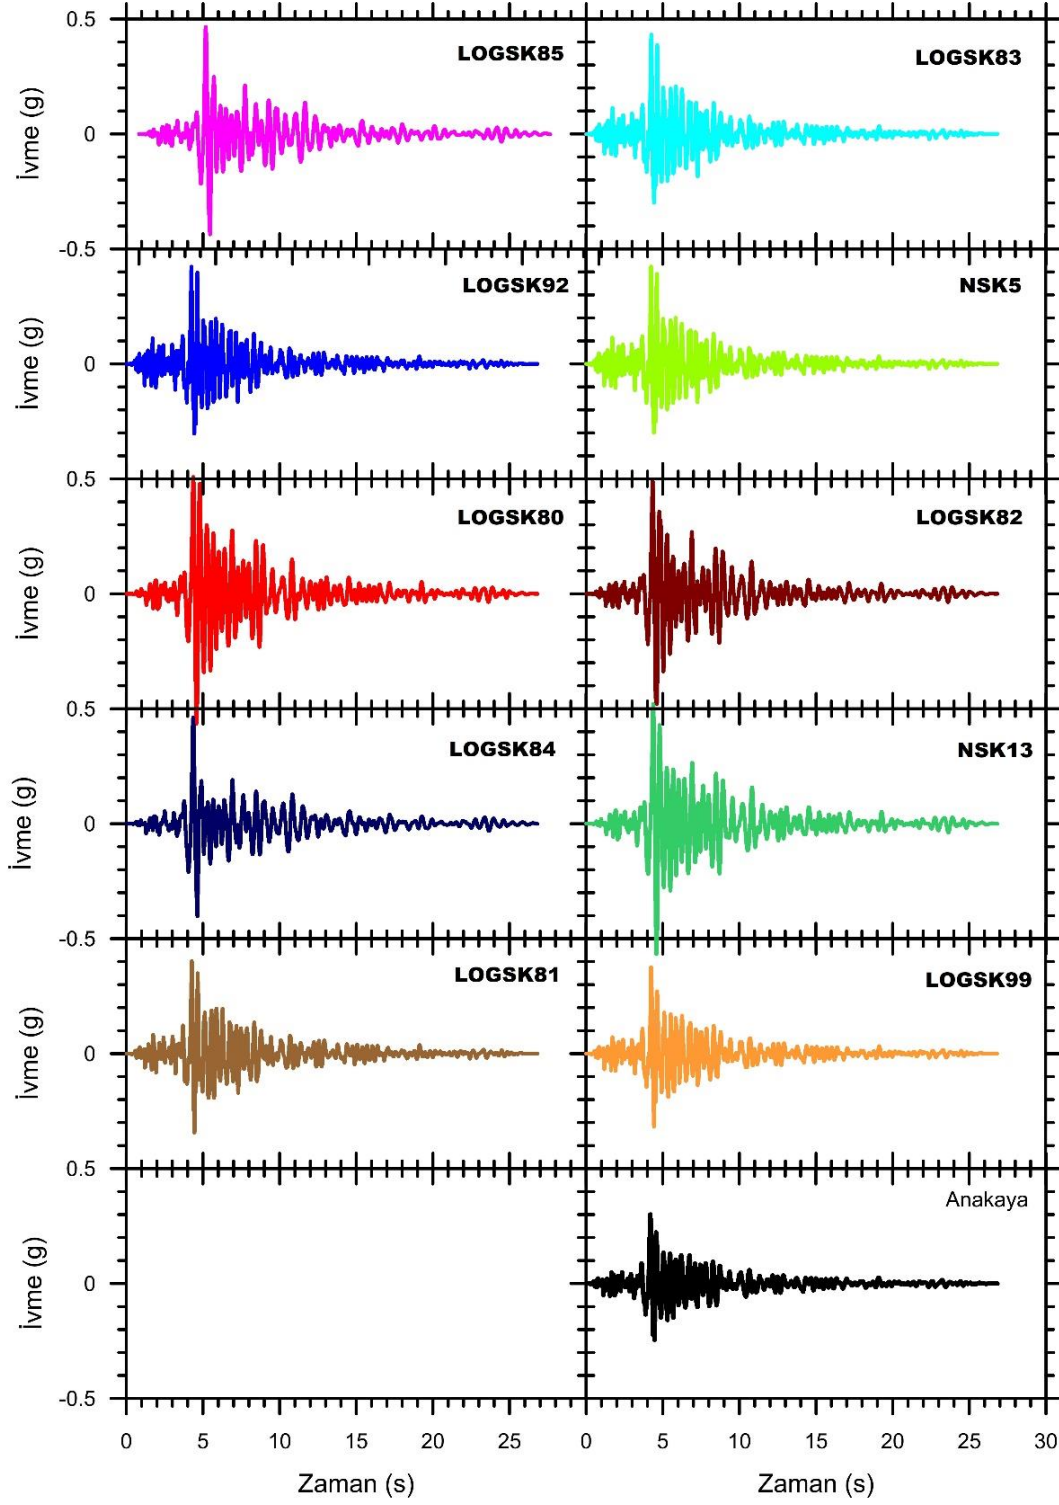 0.5
LOGSK85
LOGSK83
İvme (g)
0
-0.5
LOGSK92
NSK5
İvme (g)
0
0.5
LOGSK80
LOGSK82
İvme (g)
0
0.5
LOGSK84
NSK13
İvme (g)
0
-0.5
LOGSK81
LOGSK99
İvme (g)
0
0.5
Anakaya
İvme (g)
0
-0.5
0 5 10 15 20 25 0 5 10 15 20 25 30
Zaman (s) Zaman (s)